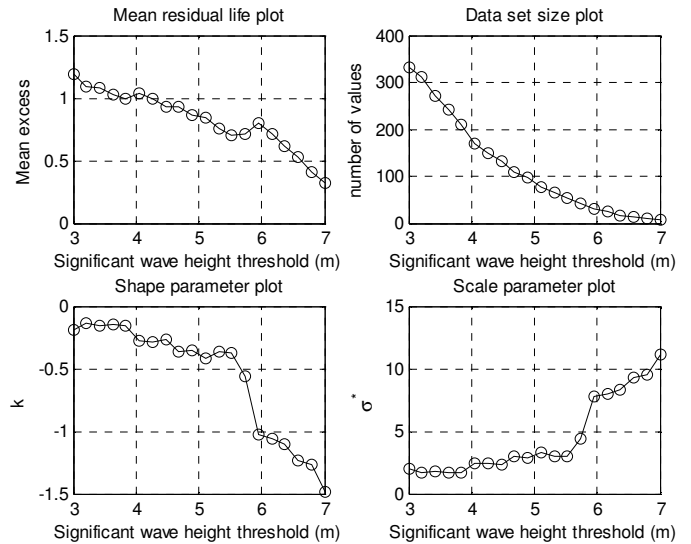 Mean residual life plot
1.5
1
0.5
0
Mean excess
3 4 5 6 7
Significant wave height threshold (m)
Data set size plot
400
300
200
100
0
number of values
3 4 5 6 7
Significant wave height threshold (m)
Shape parameter plot
-0
-0.5
-1
-1.5
k
3 4 5 6 7
Significant wave height threshold (m)
Scale parameter plot
15
10
5
0
σ*
3 4 5 6 7
Significant wave height threshold (m)